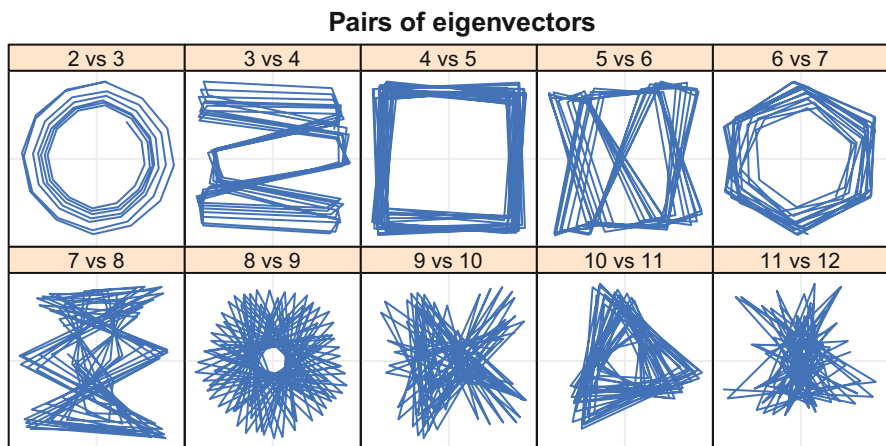 Pairs of eigenvectors
2 vs 3 3 vs 4 4 vs 5 5 vs 6 6 vs 7
7 vs 8 8 vs 9 9 vs 10 10 vs 11 11 vs 12